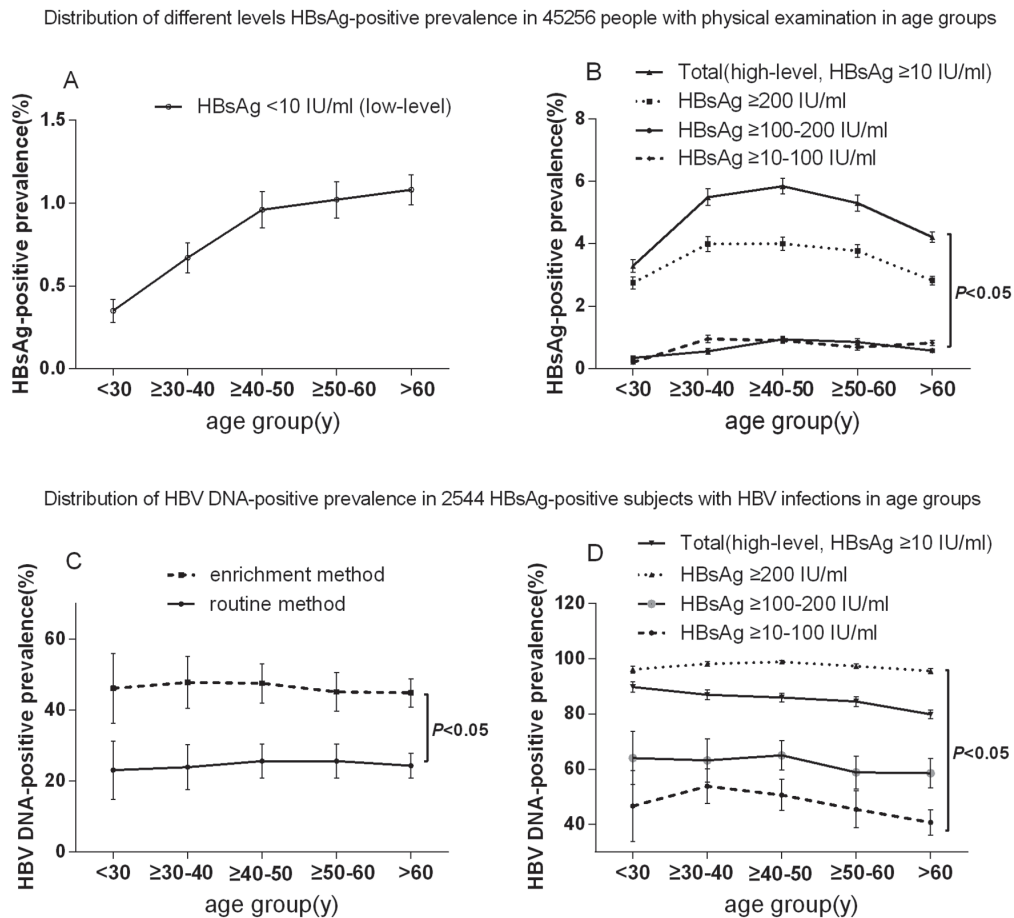 Distribution of different levels HBsAg-positive prevalence in 45256 people with physical examination in age groups
A
HBsAg <10 IU/ml (low-level)
HBsAg-positive prevalence(%)
1.5
1.0
0.5
0.0
<30 ≥30-40 ≥40-50 ≥50-60 >60
age group(y)
B
Total(high-level, HBsAg ≥10 IU/ml)
HBsAg ≥200 IU/ml
HBsAg ≥100-200 IU/ml
HBsAg ≥10-100 IU/ml
HBsAg-positive prevalence(%)
8
6
4
2
0
P<0.05
<30 ≥30-40 ≥40-50 ≥50-60 >60
age group(y)
Distribution of HBV DNA-positive prevalence in 2544 HBsAg-positive subjects with HBV infections in age groups
C
enrichment method
routine method
HBV DNA-positive prevalence(%)
60
40
20
0
P<0.05
<30 ≥30-40 ≥40-50 ≥50-60 >60
age group(y)
D
Total(high-level, HBsAg ≥10 IU/ml)
HBsAg ≥200 IU/ml
HBsAg ≥100-200 IU/ml
HBsAg ≥10-100 IU/ml
HBV DNA-positive prevalence(%)
120
100
80
60
40
P<0.05
<30 ≥30-40 ≥40-50 ≥50-60 >60
age group(y)